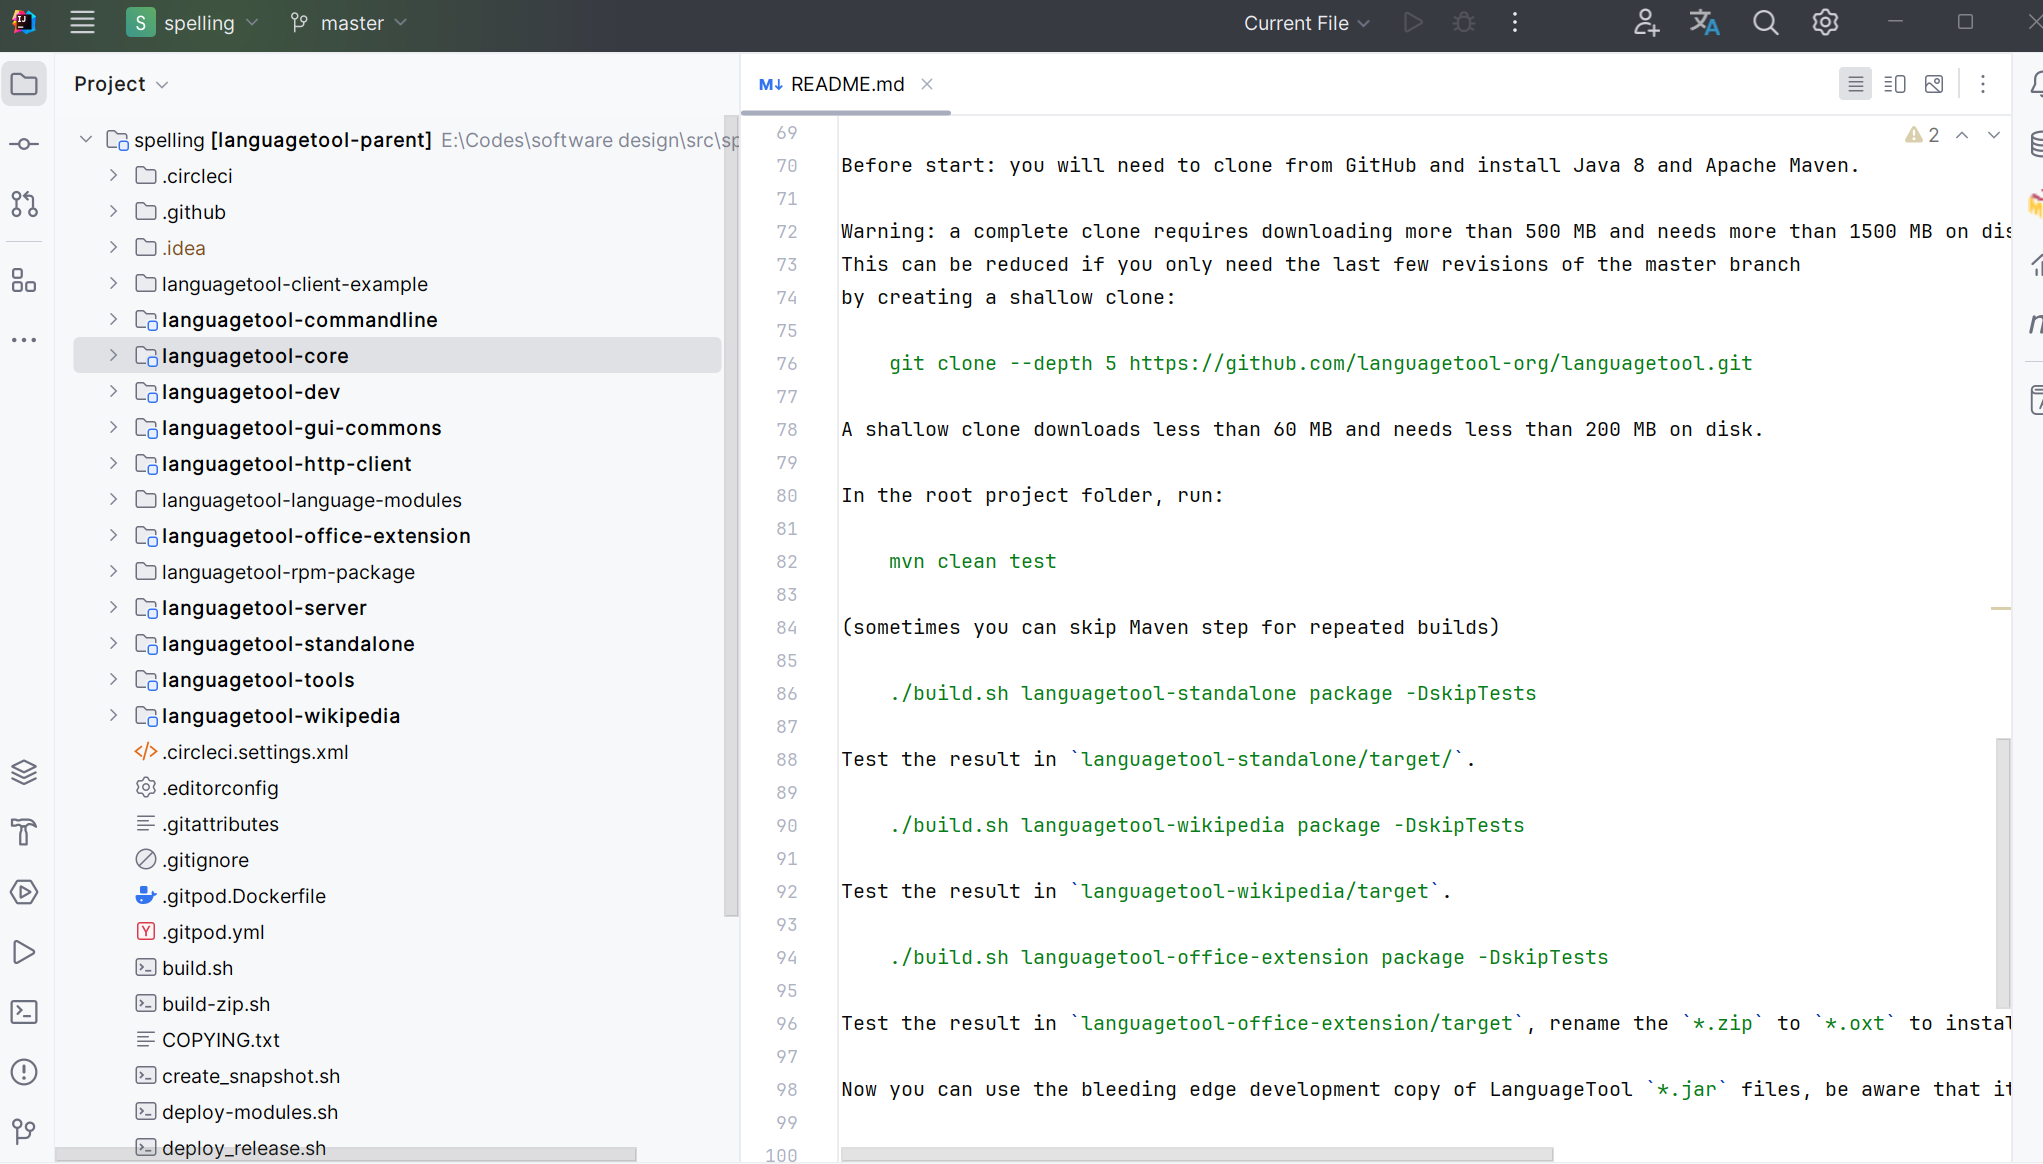 S spelling master Current File
Project
README.md
spelling [languagetool-parent] E:\Codes\software design\src\sp
.circleci
.github
.idea
languagetool-client-example
languagetool-commandline
languagetool-core
languagetool-dev
languagetool-gui-commons
languagetool-http-client
languagetool-language-modules
languagetool-office-extension
languagetool-rpm-package
languagetool-server
languagetool-standalone
languagetool-tools
languagetool-wikipedia
.circleci.settings.xml
.editorconfig
.gitattributes
.gitignore
.gitpod.Dockerfile
.gitpod.yml
build.sh
build-zip.sh
COPYING.txt
create_snapshot.sh
deploy-modules.sh
deploy_release.sh
2
69
70 Before start: you will need to clone from GitHub and install Java 8 and Apache Maven.
71
72 Warning: a complete clone requires downloading more than 500 MB and needs more than 1500 MB on dis
73 This can be reduced if you only need the last few revisions of the master branch
74 by creating a shallow clone:
75
76 git clone --depth 5 https://github.com/languagetool-org/languagetool.git
77
78 A shallow clone downloads less than 60 MB and needs less than 200 MB on disk.
79
80 In the root project folder, run:
81
82 mvn clean test
83
84 (sometimes you can skip Maven step for repeated builds)
85
86 ./build.sh languagetool-standalone package -DskipTests
87
88 Test the result in `languagetool-standalone/target/`.
89
90 ./build.sh languagetool-wikipedia package -DskipTests
91
92 Test the result in `languagetool-wikipedia/target`.
93
94 ./build.sh languagetool-office-extension package -DskipTests
95
96 Test the result in `languagetool-office-extension/target`, rename the `*.zip` to `*.oxt` to instal
97
98 Now you can use the bleeding edge development copy of LanguageTool `*.jar` files, be aware that it
99
100